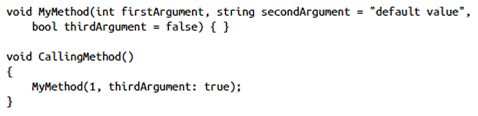 void MyMethod(int firstArgument, string secondArgument = "default value",
    bool thirdArgument = false) { }

void CallingMethod()
{
    MyMethod(1, thirdArgument: true);
}